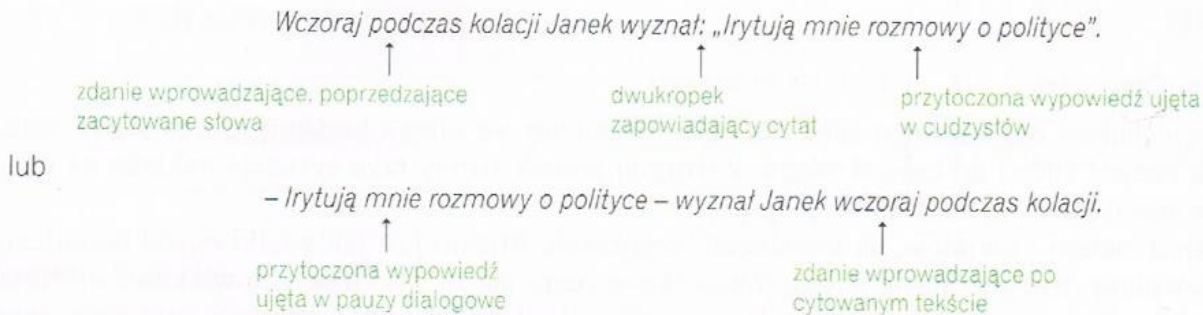 Wczoraj podczas kolacji Janek wyznał: „Irytują mnie rozmowy o polityce”.
zdanie wprowadzające, poprzedzające
zacytowane słowa
dwukropek
zapowiadający cytat
przytoczona wypowiedź ujęta
w cudzysłów
lub
– Irytują mnie rozmowy o polityce – wyznał Janek wczoraj podczas kolacji.
przytoczona wypowiedź
ujęta w pauzy dialogowe
zdanie wprowadzające po
cytowanym tekście